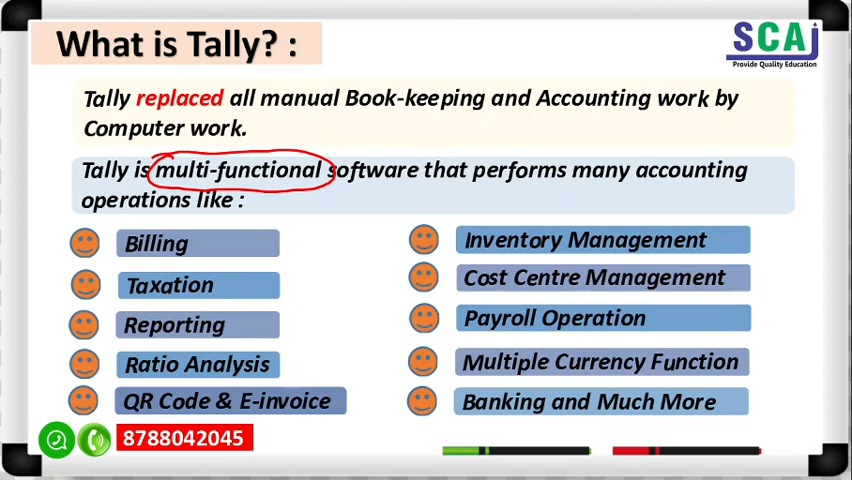 What is Tally? :
SCAJ
Provide Quality Education
Tally replaced all manual Book-keeping and Accounting work by
Computer work.
Tally is multi-functional software that performs many accounting
operations like :
Billing
Taxation
Reporting
Ratio Analysis
QR Code & E-invoice
Inventory Management
Cost Centre Management
Payroll Operation
Multiple Currency Function
Banking and Much More
8788042045